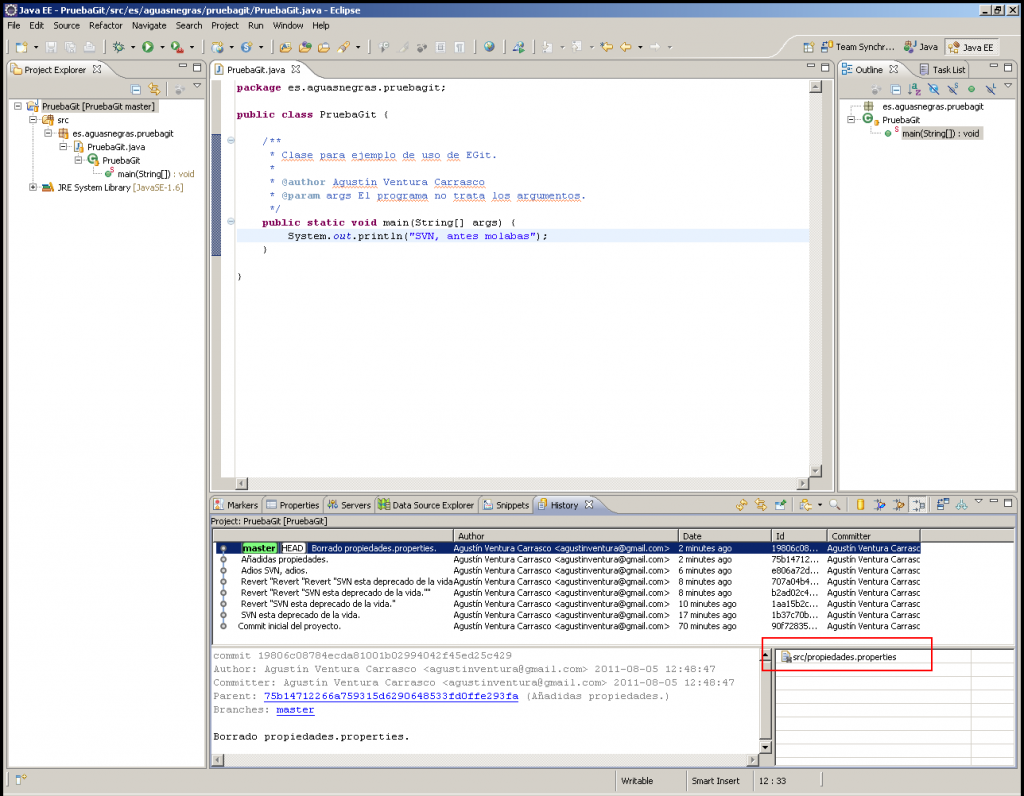 Java EE - PruebaGit/src/es/aguasnegras/pruebagit/PruebaGit.java - Eclipse
File Edit Source Refactor Navigate Search Project Run Window Help
Team Synchr... Java Java EE
Project Explorer
PruebaGit [PruebaGit master]
src
es.aguasnegras.pruebagit
PruebaGit.java
PruebaGit
main(String[]) : void
JRE System Library [JavaSE-1.6]
PruebaGit.java
package es.aguasnegras.pruebagit;
public class PruebaGit {
/**
* Clase para ejemplo de uso de EGit.
*
* @author Agustín Ventura Carrasco
* @param args El programa no trata los argumentos.
*/
public static void main(String[] args) {
System.out.println("SVN, antes molabas");
}
}
Outline Task List
es.aguasnegras.pruebagit
PruebaGit
main(String[]) : void
Markers Properties Servers Data Source Explorer Snippets History
Project: PruebaGit [PruebaGit]
Author Date Id Committer
master HEAD Borrado propiedades.properties. Agustín Ventura Carrasco <agustinventura@gmail.com> 2 minutes ago 19806c08... Agustín Ventura Carrasc
Añadidas propiedades. Agustín Ventura Carrasco <agustinventura@gmail.com> 2 minutes ago 75b14712... Agustín Ventura Carrasc
Adios SVN, adios. Agustín Ventura Carrasco <agustinventura@gmail.com> 6 minutes ago e806a72d... Agustín Ventura Carrasc
Revert "Revert "Revert "SVN esta deprecado de la vida Agustín Ventura Carrasco <agustinventura@gmail.com> 8 minutes ago 707a04b4... Agustín Ventura Carrasc
Revert "Revert "SVN esta deprecado de la vida."" Agustín Ventura Carrasco <agustinventura@gmail.com> 8 minutes ago b2ad02c4... Agustín Ventura Carrasc
Revert "SVN esta deprecado de la vida." Agustín Ventura Carrasco <agustinventura@gmail.com> 10 minutes ago 1aa15b2c... Agustín Ventura Carrasc
SVN esta deprecado de la vida. Agustín Ventura Carrasco <agustinventura@gmail.com> 17 minutes ago 1b37c70b... Agustín Ventura Carrasc
Commit inicial del proyecto. Agustín Ventura Carrasco <agustinventura@gmail.com> 70 minutes ago 90f72835... Agustín Ventura Carrasc
commit 19806c08784ecda81001b02994042f45ed25c429
Author: Agustín Ventura Carrasco <agustinventura@gmail.com> 2011-08-05 12:48:47
Committer: Agustín Ventura Carrasco <agustinventura@gmail.com> 2011-08-05 12:48:47
Parent: 75b14712266a759315d6290648533fd0ffe293fa (Añadidas propiedades.)
Branches: master
Borrado propiedades.properties.
src/propiedades.properties
Writable Smart Insert 12 : 33